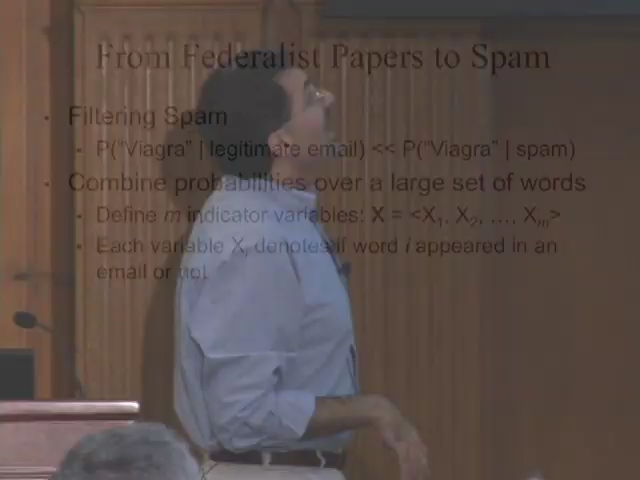 From Federalist Papers to Spam
• Filtering Spam
• P("Viagra" | legitimate email) << P("Viagra" | spam)
• Combine probabilities over a large set of words
• Define m indicator variables: X = <X1, X2, …, Xm>
• Each variable Xi denotes if word i appeared in an
email or not